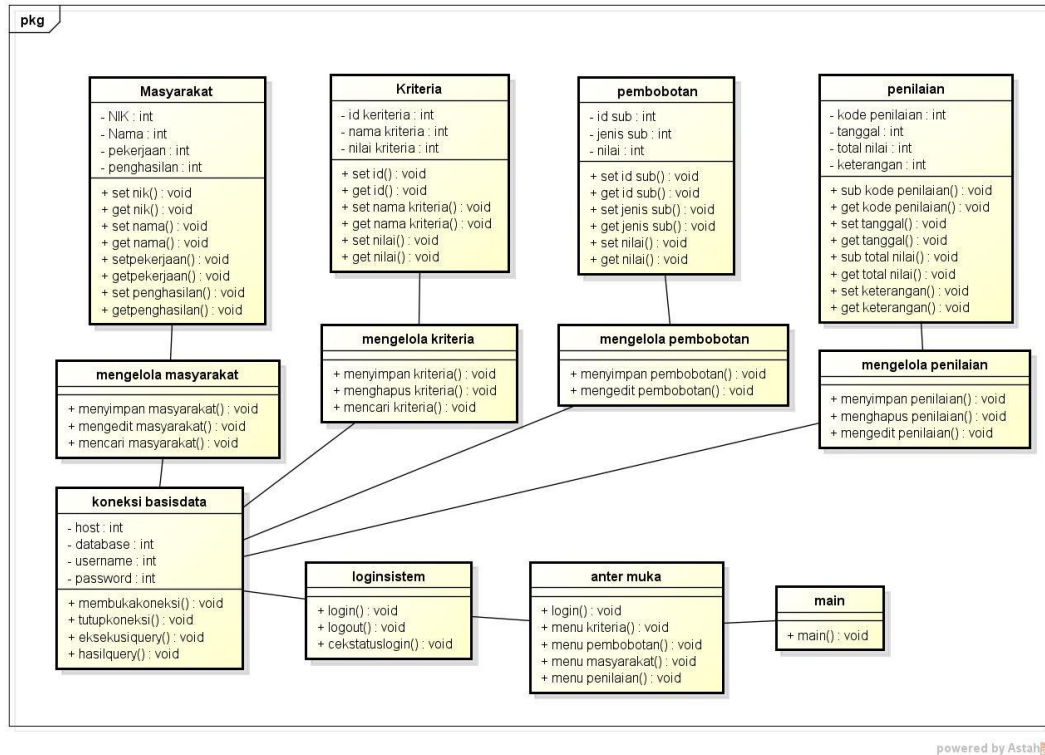 pkg
Masyarakat
- NIK : int
- Nama : int
- pekerjaan : int
- penghasilan : int
+ set nik() : void
+ get nik() : void
+ set nama() : void
+ get nama() : void
+ setpekerjaan() : void
+ getpekerjaan() : void
+ set penghasilan() : void
+ getpenghasilan() : void
Kriteria
- id keriteria : int
- nama kriteria : int
- nilai kriteria : int
+ set id() : void
+ get id() : void
+ set nama kriteria() : void
+ get nama kriteria() : void
+ set nilai() : void
+ get nilai() : void
pembobotan
- id sub : int
- jenis sub : int
- nilai : int
+ set id sub() : void
+ get id sub() : void
+ set jenis sub() : void
+ get jenis sub() : void
+ set nilai() : void
+ get nilai() : void
penilaian
- kode penilaian : int
- tanggal : int
- total nilai : int
- keterangan : int
+ sub kode penilaian() : void
+ get kode penilaian() : void
+ set tanggal() : void
+ get tanggal() : void
+ sub total nilai() : void
+ get total nilai() : void
+ set keterangan() : void
+ get keterangan() : void
mengelola masyarakat
+ menyimpan masyarakat() : void
+ mengedit masyarakat() : void
+ mencari masyarakat() : void
mengelola kriteria
+ menyimpan kriteria() : void
+ menghapus kriteria() : void
+ mencari kriteria() : void
mengelola pembobotan
+ menyimpan pembobotan() : void
+ mengedit pembobotan() : void
mengelola penilaian
+ menyimpan penilaian() : void
+ menghapus penilaian() : void
+ mengedit penilaian() : void
koneksi basisdata
- host : int
- database : int
- username : int
- password : int
+ membukakoneksi() : void
+ tutupkoneksi() : void
+ eksekusiquery() : void
+ hasilquery() : void
loginsistem
+ login() : void
+ logout() : void
+ cekstatuslogin() : void
anter muka
+ login() : void
+ menu kriteria() : void
+ menu pembobotan() : void
+ menu masyarakat() : void
+ menu penilaian() : void
main
+ main() : void
powered by Astah